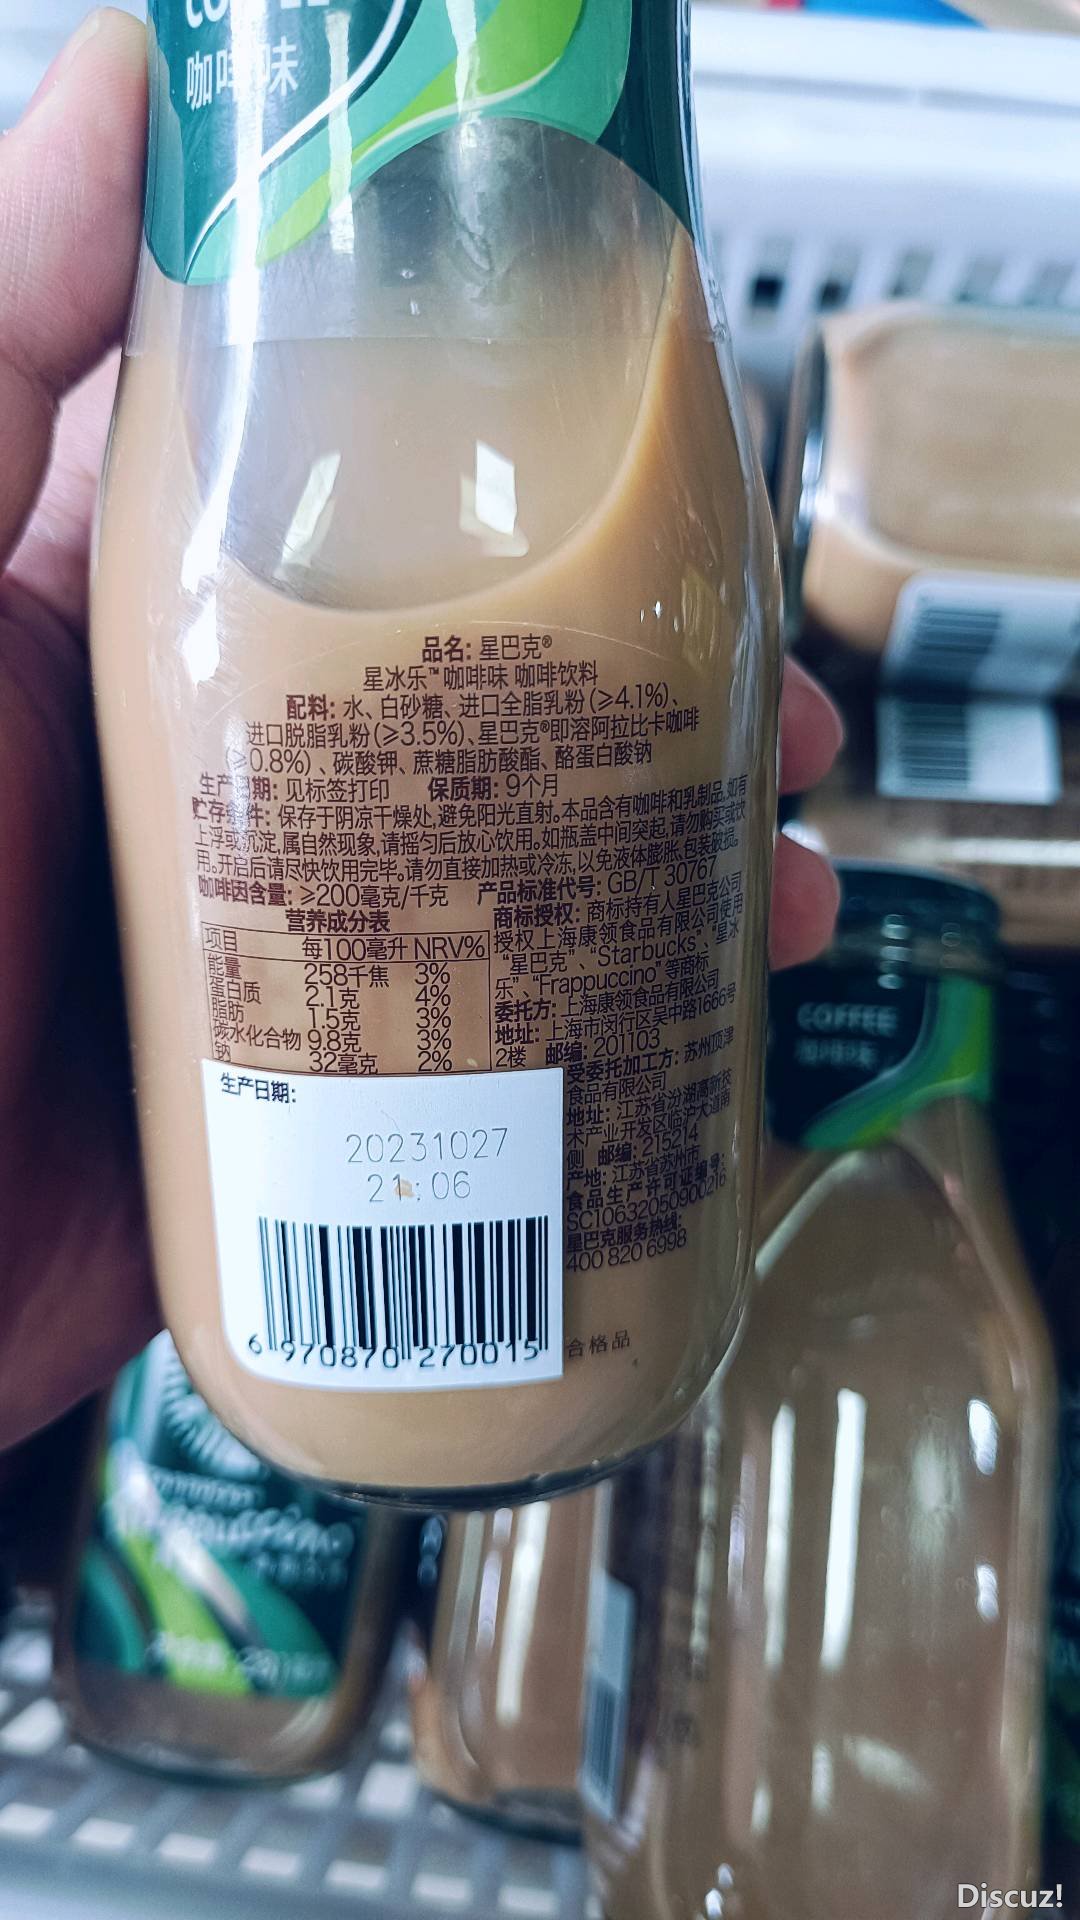 咖啡味
品名: 星巴克®
星冰乐™咖啡味 咖啡饮料
配料: 水、白砂糖、进口全脂乳粉(≥4.1%)、
进口脱脂乳粉(≥3.5%)、星巴克®即溶阿拉比卡咖啡
(≥0.8%)、碳酸钾、蔗糖脂肪酸酯、酪蛋白酸钠
生产日期: 见标签打印 保质期: 9个月
贮存条件: 保存于阴凉干燥处,避免阳光直射。本品含有咖啡和乳制品,如有
上浮或沉淀,属自然现象,请摇匀后放心饮用。如瓶盖中间突起,请勿购买或饮
用。开启后请尽快饮用完毕。请勿直接加热或冷冻,以免液体膨胀,包装破损。
咖啡因含量: ≥200毫克/千克 产品标准代号: GB/T 30767
营养成分表
项目 每100毫升 NRV%
能量 258千焦 3%
蛋白质 2.1克 4%
脂肪 1.5克 3%
碳水化合物 9.8克 3%
钠 32毫克 2%
商标授权: 商标持有人星巴克公司
授权上海康领食品有限公司使用
“星巴克”、“Starbucks”、“星冰
乐”、“Frappuccino”等商标
委托方: 上海康领食品有限公司
地址: 上海市闵行区吴中路1666号
2楼 邮编: 201103
受委托加工方: 苏州顶津
食品有限公司
地址: 江苏省汾湖高新技
术产业开发区临沪大道南
侧 邮编: 215214
产地: 江苏省苏州市
食品生产许可证编号:
SC10632050900216
星巴克服务热线:
400 820 6998
生产日期:
20231027
21:06
6 970870 270015
合格品
COFFEE
Discuz!